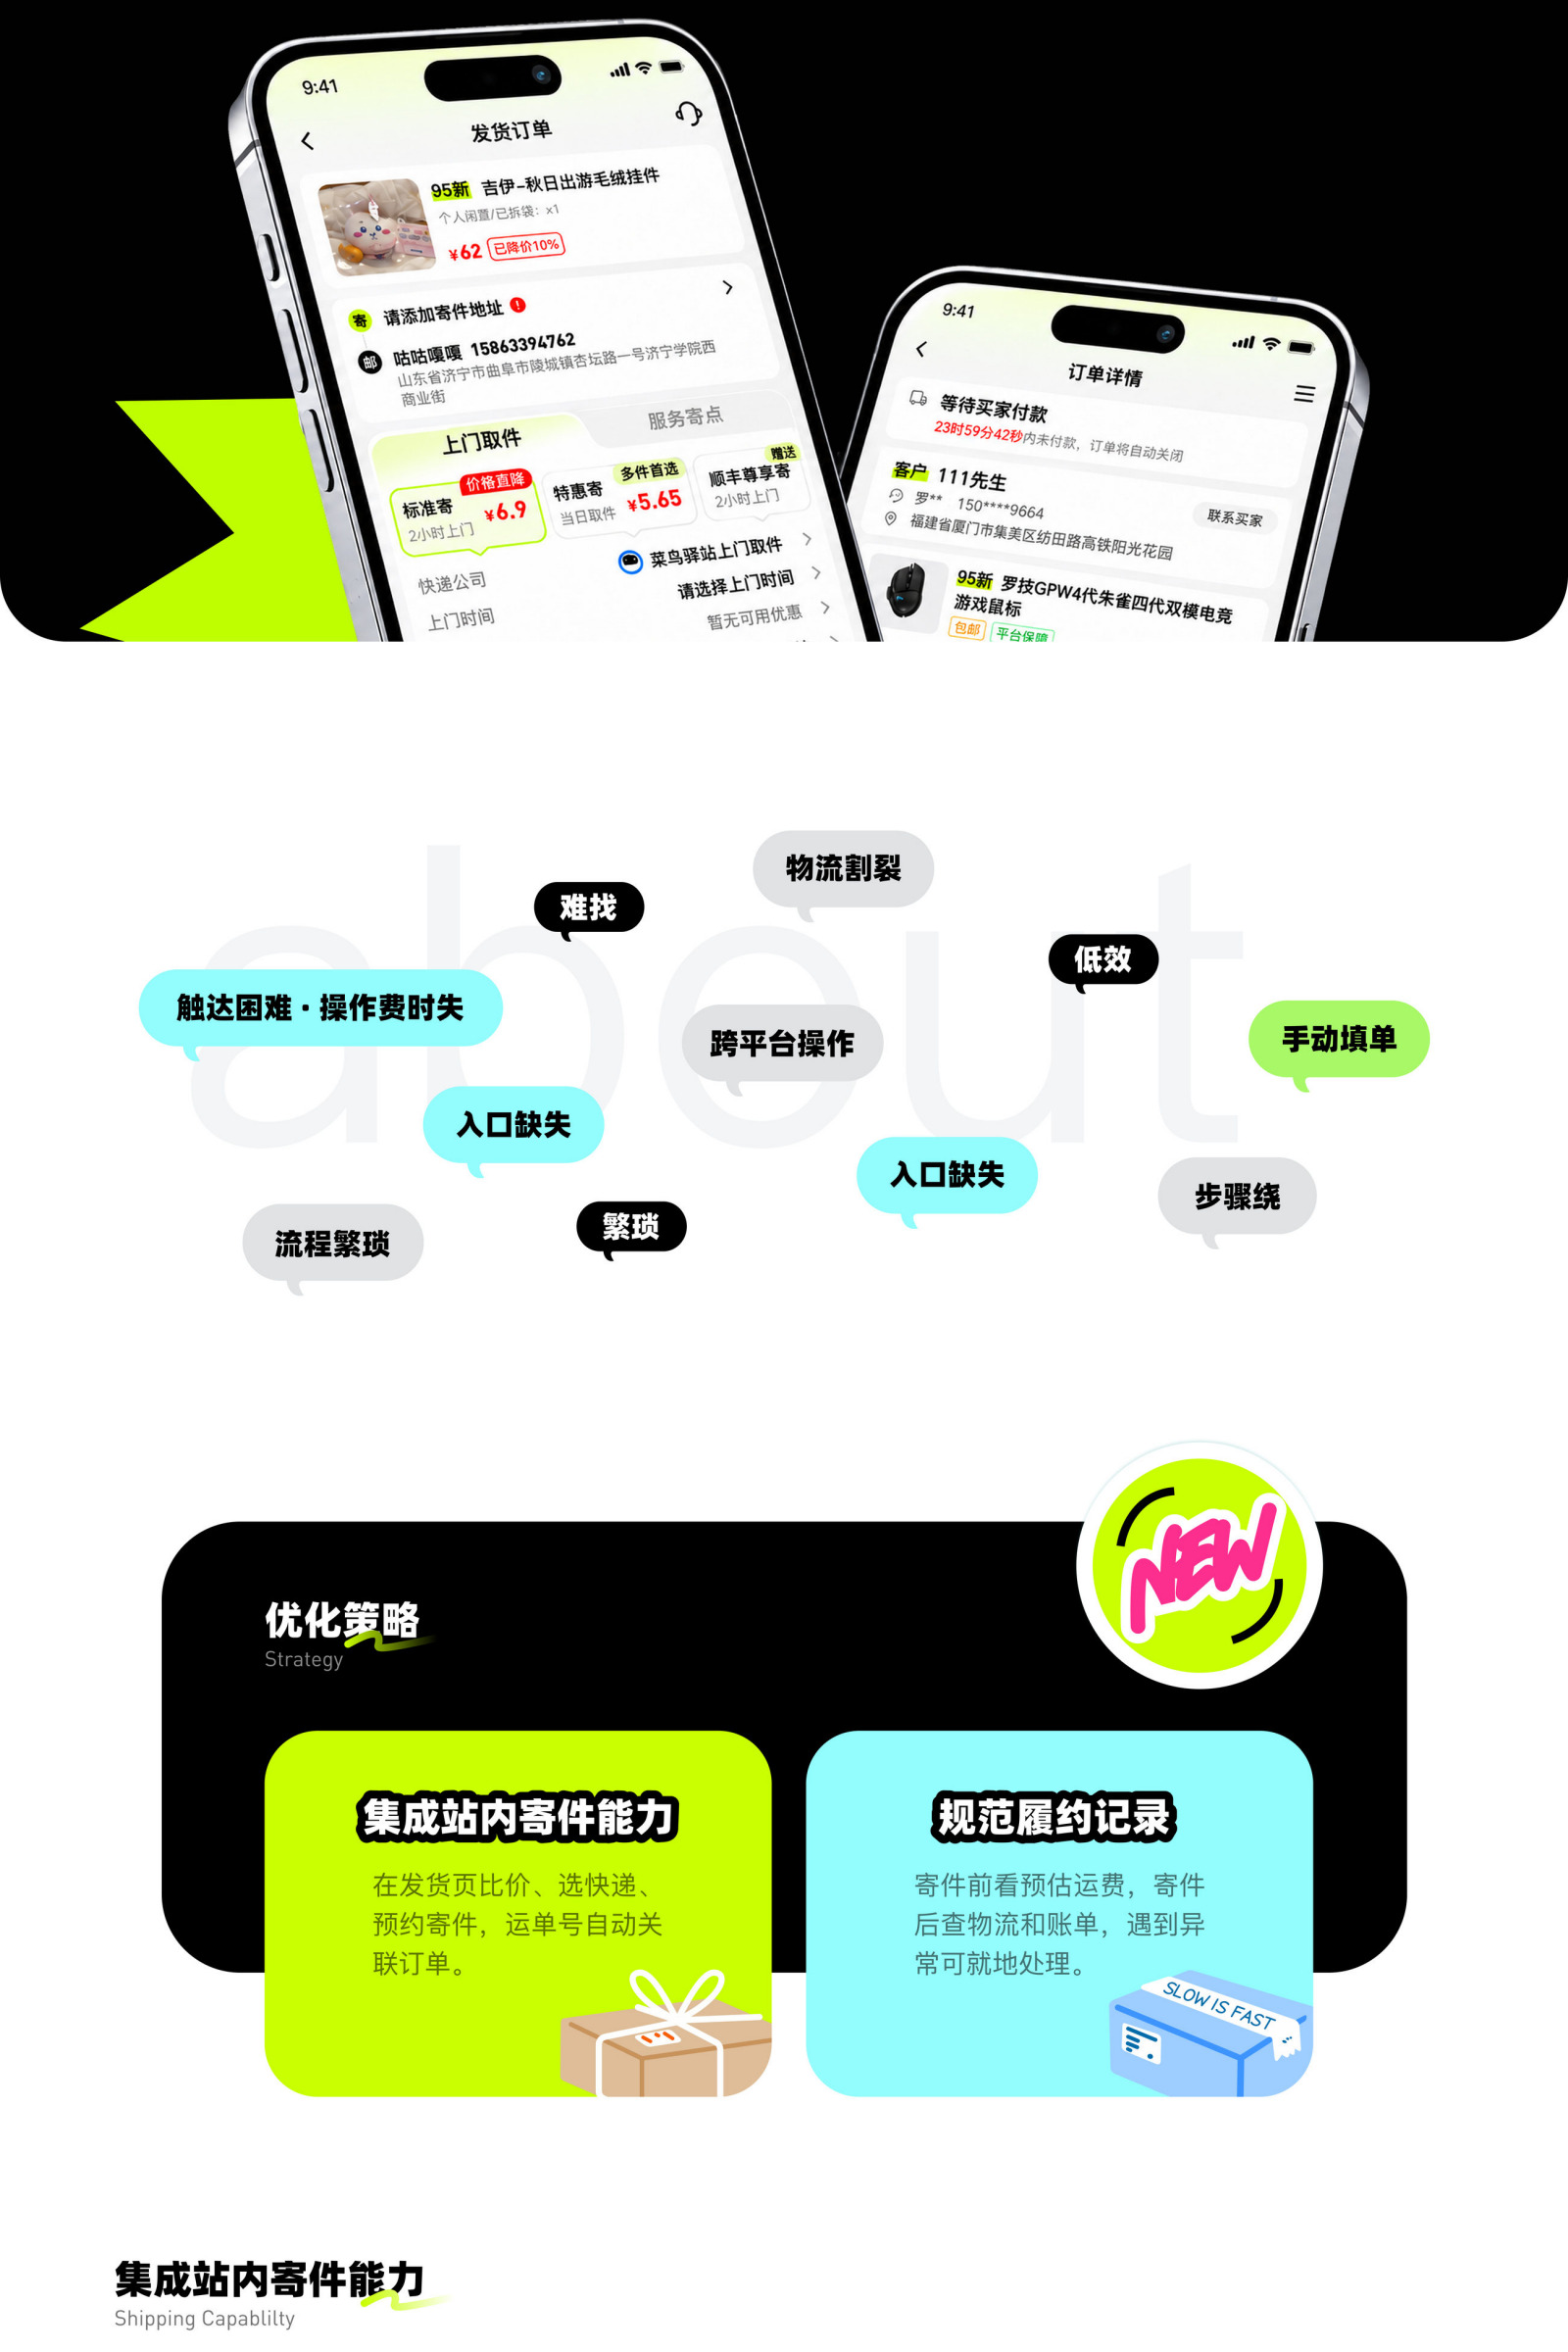 9:41
发货订单
95新 吉伊-秋日出游毛绒挂件
个人闲置/已拆袋：x1
¥62 已降价10%
寄 请添加寄件地址 !
邮 咕咕嘎嘎 15863394762
山东省济宁市曲阜市陵城镇杏坛路一号济宁学院西
商业街
上门取件
服务寄点
价格直降
标准寄
¥6.9
2小时上门
多件首选
特惠寄
¥5.65
当日取件
赠送
顺丰尊享寄
2小时上门
快递公司
菜鸟驿站上门取件
上门时间
请选择上门时间
暂无可用优惠
9:41
订单详情
等待买家付款
23时59分42秒内未付款，订单将自动关闭
客户 111先生
罗** 150****9664
联系买家
福建省厦门市集美区纺田路高铁阳光花园
95新 罗技GPW4代朱雀四代双模电竞
游戏鼠标
包邮 平台保障
about
物流割裂
难找
低效
触达困难·操作费时失
跨平台操作
手动填单
入口缺失
入口缺失
步骤绕
流程繁琐
繁琐
NEW
优化策略
Strategy
集成站内寄件能力
在发货页比价、选快递、
预约寄件，运单号自动关
联订单。
规范履约记录
寄件前看预估运费，寄件
后查物流和账单，遇到异
常可就地处理。
SLOW IS FAST
集成站内寄件能力
Shipping Capablilty